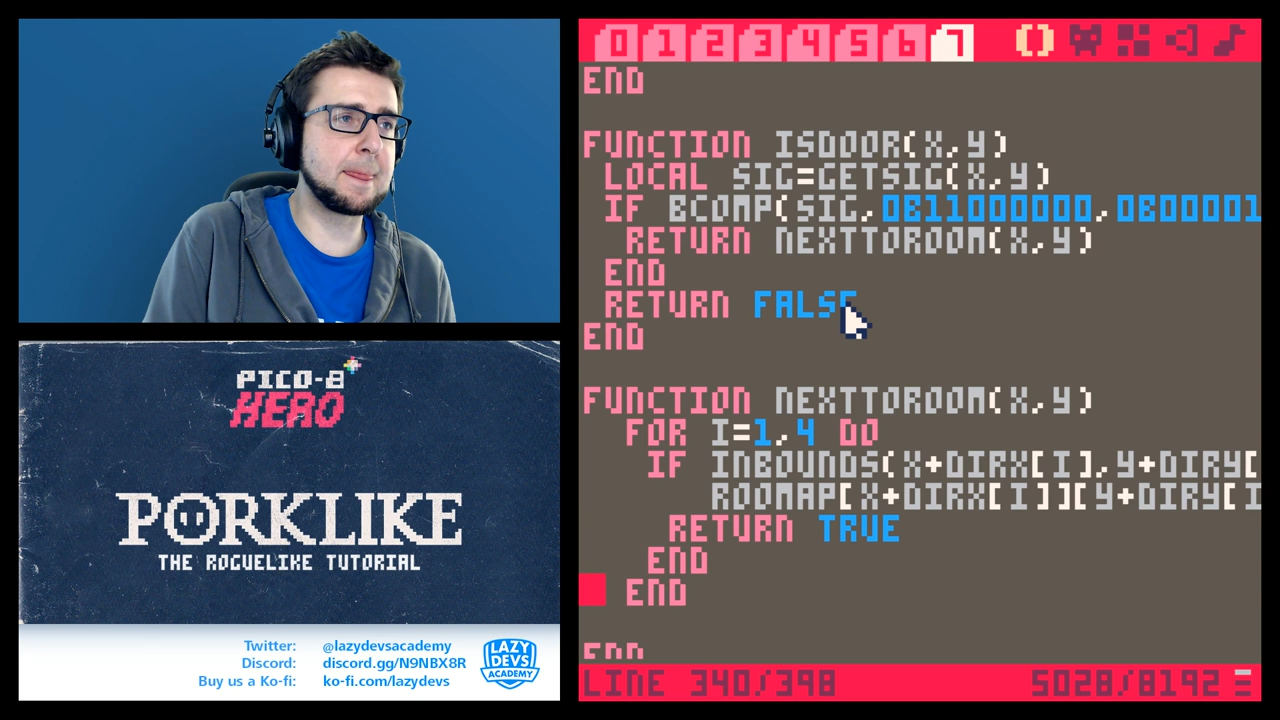 PICO-8
HERO
PORKLIKE
THE ROGUELIKE TUTORIAL
Twitter: @lazydevsacademy
Discord: discord.gg/N9NBX8R
Buy us a Ko-fi: ko-fi.com/lazydevs
LAZY
DEVS
ACADEMY
0 1 2 3 4 5 6 7
END
FUNCTION ISDOOR(X,Y)
LOCAL SIG=GETSIG(X,Y)
IF BCOMP(SIG,0B11000000,0B00001
RETURN NEXTTOROOM(X,Y)
END
RETURN FALSE
END
FUNCTION NEXTTOROOM(X,Y)
FOR I=1,4 DO
IF INBOUNDS(X+DIRX[I],Y+DIRY[
ROOMAP[X+DIRX[I]][Y+DIRY[I
RETURN TRUE
END
END
END
LINE 340/398 5028/8192